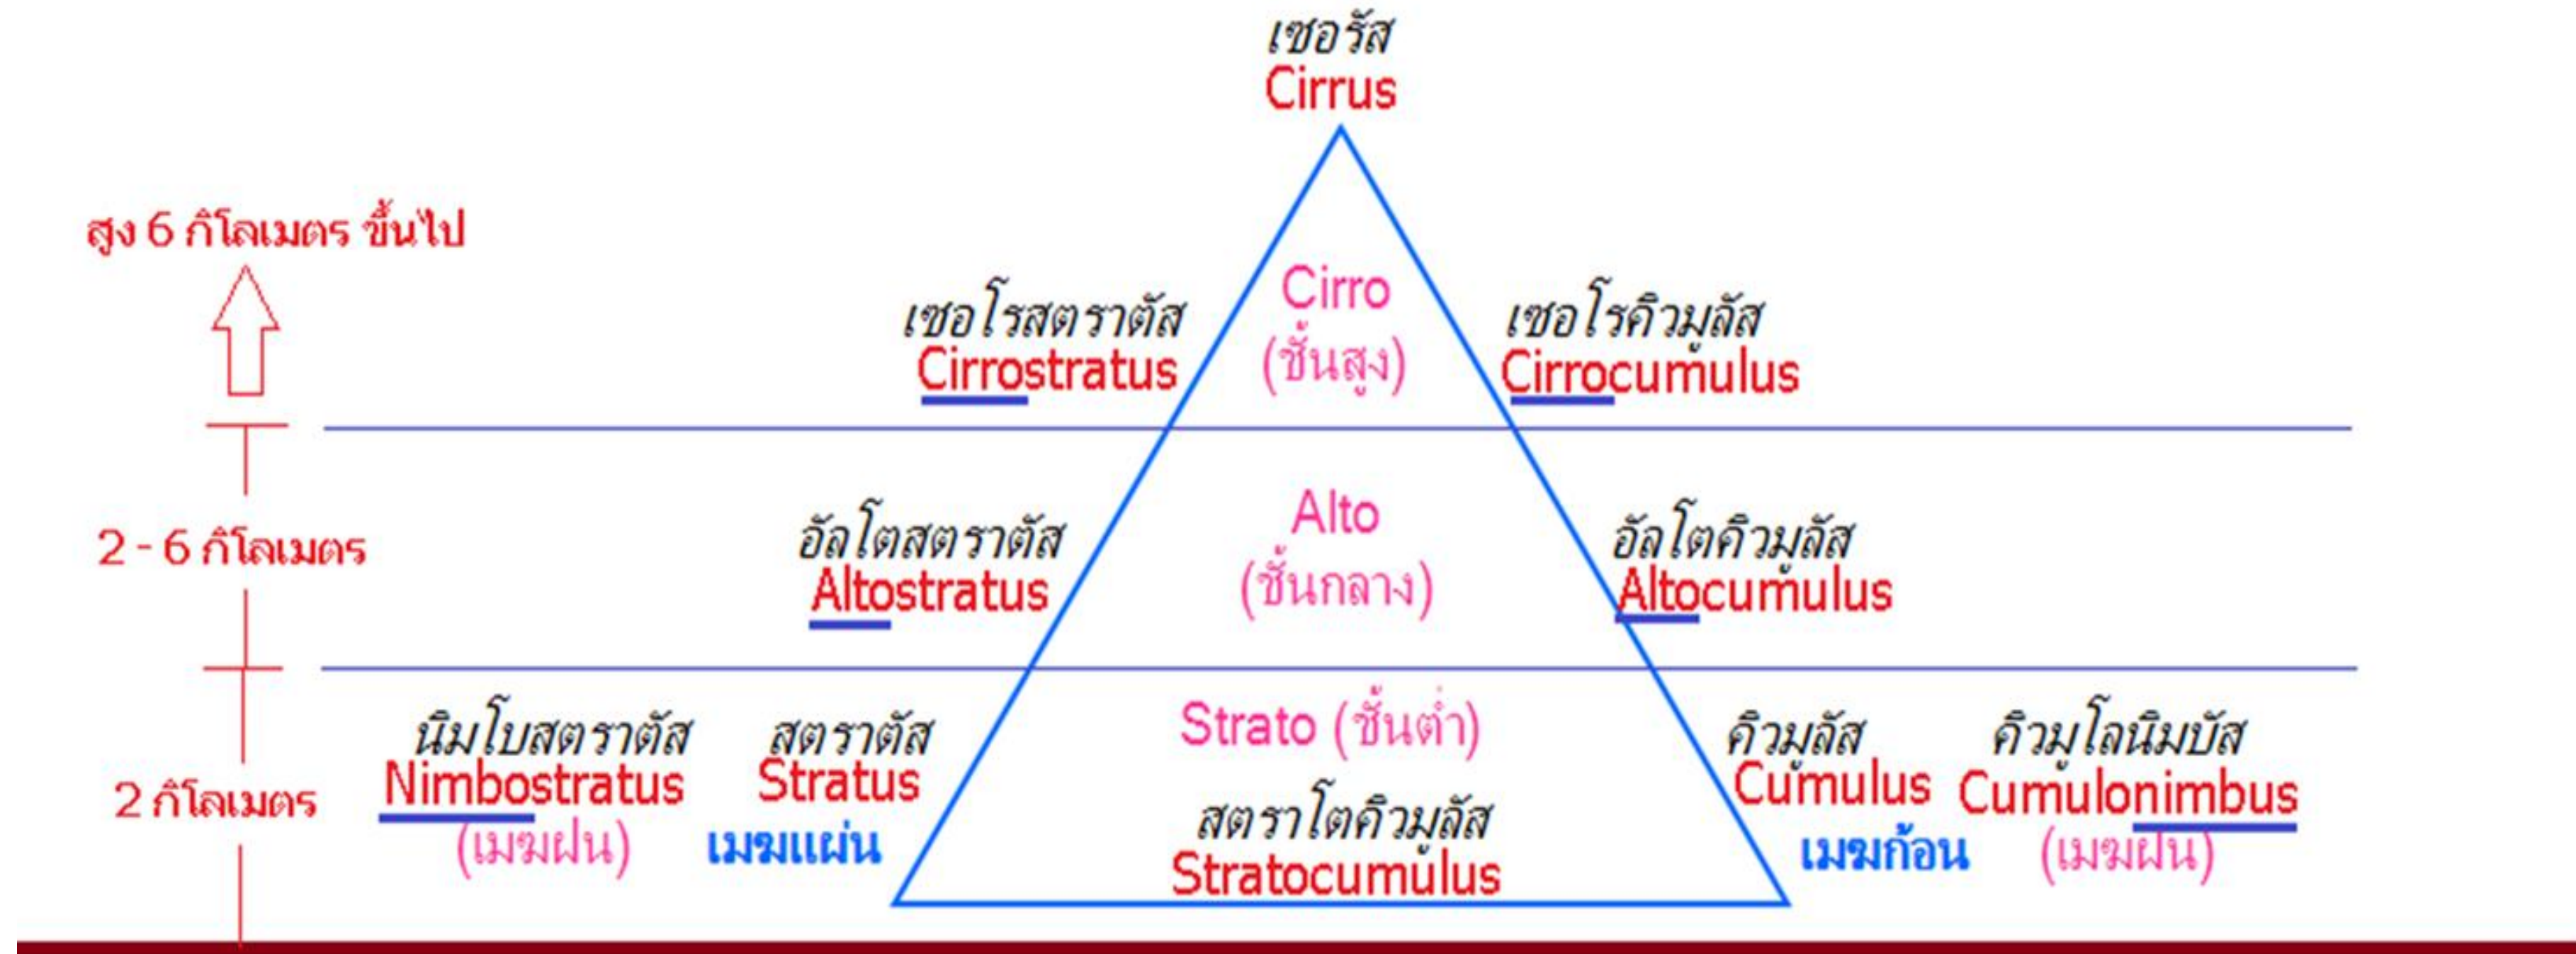 เซอรัส
Cirrus
สูง 6 กิโลเมตร ขึ้นไป
เซอโรสตราตัส
Cirrostratus
Cirro
(ชั้นสูง)
เซอโรคิวมูลัส
Cirrocumulus
2 - 6 กิโลเมตร
อัลโตสตราตัส
Altostratus
Alto
(ชั้นกลาง)
อัลโตคิวมูลัส
Altocumulus
2 กิโลเมตร
นิมโบสตราตัส
Nimbostratus
(เมฆฝน)
สตราตัส
Stratus
เมฆแผ่น
Strato (ชั้นต่ำ)
สตราโตคิวมูลัส
Stratocumulus
คิวมูลัส
Cumulus
เมฆก้อน
คิวมูโลนิมบัส
Cumulonimbus
(เมฆฝน)